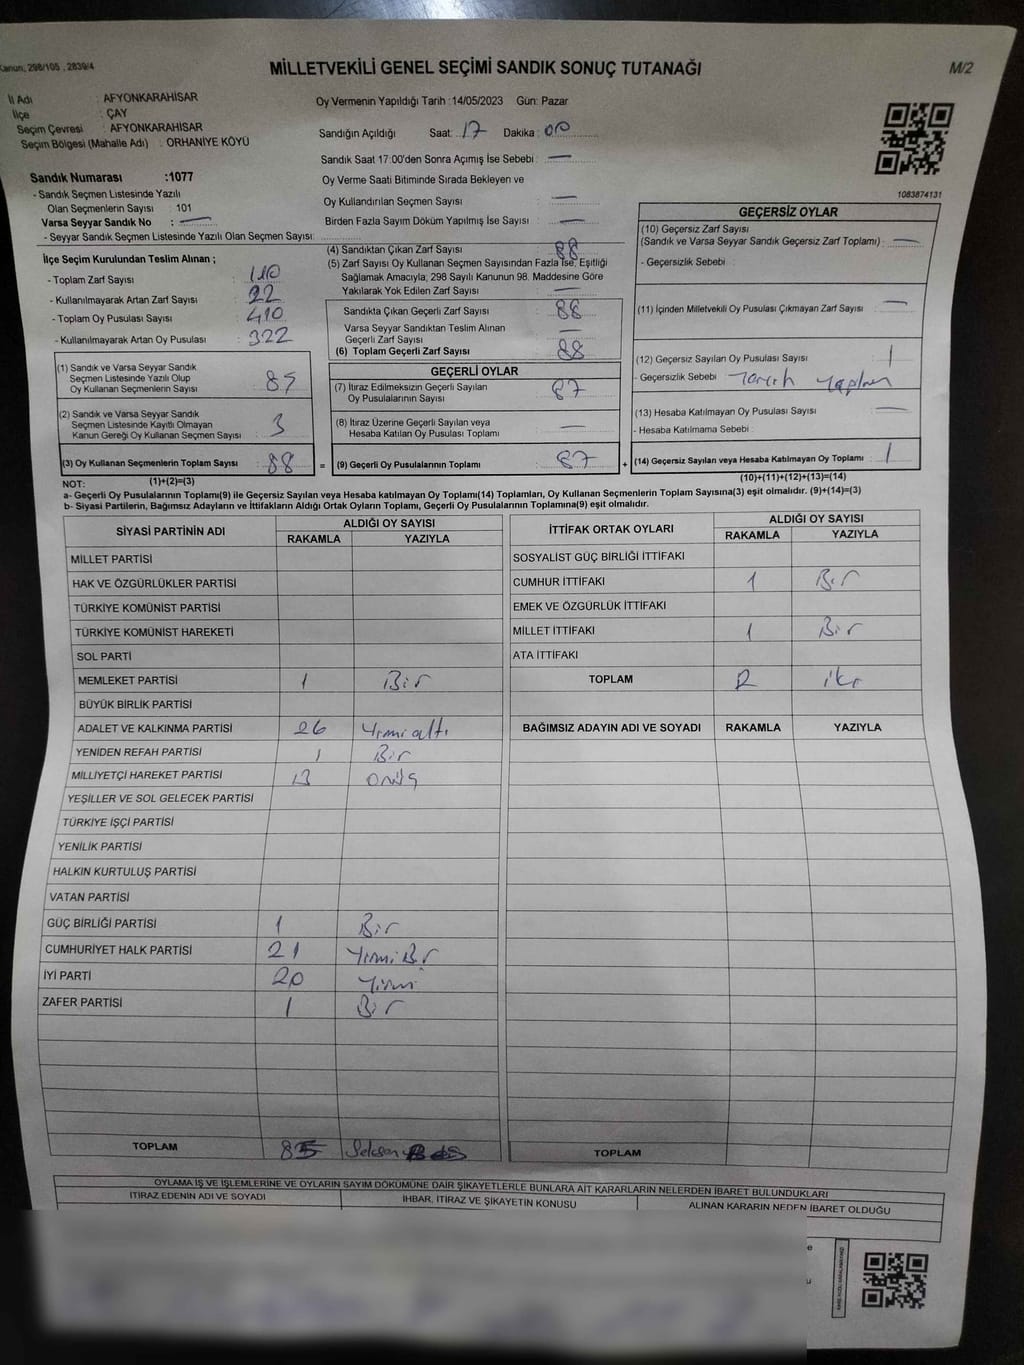 Kanun, 298/105 , 2839/4
MİLLETVEKİLİ GENEL SEÇİMİ SANDIK SONUÇ TUTANAĞI
M/2
İl Adı : AFYONKARAHİSAR
İlçe : ÇAY
Seçim Çevresi : AFYONKARAHİSAR
Seçim Bölgesi (Mahalle Adı) : ORHANİYE KÖYÜ
Sandık Numarası :1077
- Sandık Seçmen Listesinde Yazılı
Olan Seçmenlerin Sayısı : 101
Varsa Seyyar Sandık No : —
- Seyyar Sandık Seçmen Listesinde Yazılı Olan Seçmen Sayısı:
Oy Vermenin Yapıldığı Tarih :14/05/2023 Gün: Pazar
Sandığın Açıldığı Saat: 17 Dakika : 00
Sandık Saat 17:00'den Sonra Açımış İse Sebebi : —
Oy Verme Saati Bitiminde Sırada Bekleyen ve
Oy Kullandırılan Seçmen Sayısı : —
Birden Fazla Sayım Döküm Yapılmış İse Sayısı : —
1083874131
İlçe Seçim Kurulundan Teslim Alınan ;
- Toplam Zarf Sayısı : 110
- Kullanılmayarak Artan Zarf Sayısı : 22
- Toplam Oy Pusulası Sayısı : 410
- Kullanılmayarak Artan Oy Pusulası : 322
(1) Sandık ve Varsa Seyyar Sandık
Seçmen Listesinde Yazılı Olup
Oy Kullanan Seçmenlerin Sayısı : 85
(2) Sandık ve Varsa Seyyar Sandık
Seçmen Listesinde Kayıtlı Olmayan
Kanun Gereği Oy Kullanan Seçmen Sayısı : 3
(3) Oy Kullanan Seçmenlerin Toplam Sayısı : 88 =
(4) Sandıktan Çıkan Zarf Sayısı : 88
(5) Zarf Sayısı Oy Kullanan Seçmen Sayısından Fazla İse, Eşitliği
Sağlamak Amacıyla, 298 Sayılı Kanunun 98. Maddesine Göre
Yakılarak Yok Edilen Zarf Sayısı : —
Sandıkta Çıkan Geçerli Zarf Sayısı : 88
Varsa Seyyar Sandıktan Teslim Alınan
Geçerli Zarf Sayısı : —
(6) Toplam Geçerli Zarf Sayısı : 88
GEÇERLİ OYLAR
(7) İtiraz Edilmeksizin Geçerli Sayılan
Oy Pusulalarının Sayısı : 87
(8) İtiraz Üzerine Geçerli Sayılan veya
Hesaba Katılan Oy Pusulası Toplamı : —
(9) Geçerli Oy Pusulalarının Toplamı : 87 +
GEÇERSİZ OYLAR
(10) Geçersiz Zarf Sayısı
(Sandık ve Varsa Seyyar Sandık Geçersiz Zarf Toplamı) : —
- Geçersizlik Sebebi :
(11) İçinden Milletvekili Oy Pusulası Çıkmayan Zarf Sayısı : —
(12) Geçersiz Sayılan Oy Pusulası Sayısı : 1
- Geçersizlik Sebebi :
(13) Hesaba Katılmayan Oy Pusulası Sayısı : —
- Hesaba Katılmama Sebebi :
(14) Geçersiz Sayılan veya Hesaba Katılmayan Oy Toplamı : 1
NOT: (1)+(2)=(3)
(10)+(11)+(12)+(13)=(14)
a- Geçerli Oy Pusulalarının Toplamı(9) ile Geçersiz Sayılan veya Hesaba katılmayan Oy Toplamı(14) Toplamları, Oy Kullanan Seçmenlerin Toplam Sayısına(3) eşit olmalıdır. (9)+(14)=(3)
b- Siyasi Partilerin, Bağımsız Adayların ve İttifakların Aldığı Ortak Oyların Toplamı, Geçerli Oy Pusulalarının Toplamına(9) eşit olmalıdır.
SİYASİ PARTİNİN ADI ALDIĞI OY SAYISI
RAKAMLA YAZIYLA
MİLLET PARTİSİ
HAK VE ÖZGÜRLÜKLER PARTİSİ
TÜRKİYE KOMÜNİST PARTİSİ
TÜRKİYE KOMÜNİST HAREKETİ
SOL PARTİ
MEMLEKET PARTİSİ 1 Bir
BÜYÜK BİRLİK PARTİSİ
ADALET VE KALKINMA PARTİSİ 26 Yirmi altı
YENİDEN REFAH PARTİSİ 1 Bir
MİLLİYETÇİ HAREKET PARTİSİ 13 onüç
YEŞİLLER VE SOL GELECEK PARTİSİ
TÜRKİYE İŞÇİ PARTİSİ
YENİLİK PARTİSİ
HALKIN KURTULUŞ PARTİSİ
VATAN PARTİSİ
GÜÇ BİRLİĞİ PARTİSİ 1 Bir
CUMHURİYET HALK PARTİSİ 21 Yirmi Bir
İYİ PARTİ 20 Yirmi
ZAFER PARTİSİ 1 Bir
TOPLAM 85 Seksen
İTTİFAK ORTAK OYLARI ALDIĞI OY SAYISI
RAKAMLA YAZIYLA
SOSYALİST GÜÇ BİRLİĞİ İTTİFAKI
CUMHUR İTTİFAKI 1 Bir
EMEK VE ÖZGÜRLÜK İTTİFAKI
MİLLET İTTİFAKI 1 Bir
ATA İTTİFAKI
TOPLAM 2 iki
BAĞIMSIZ ADAYIN ADI VE SOYADI RAKAMLA YAZIYLA
TOPLAM
OYLAMA İŞ VE İŞLEMLERİNE VE OYLARIN SAYIM DÖKÜMÜNE DAİR ŞİKAYETLERLE BUNLARA AİT KARARLARIN NELERDEN İBARET BULUNDUKLARI
İTİRAZ EDENİN ADI VE SOYADI İHBAR, İTİRAZ VE ŞİKAYETİN KONUSU ALINAN KARARIN NEDEN İBARET OLDUĞU